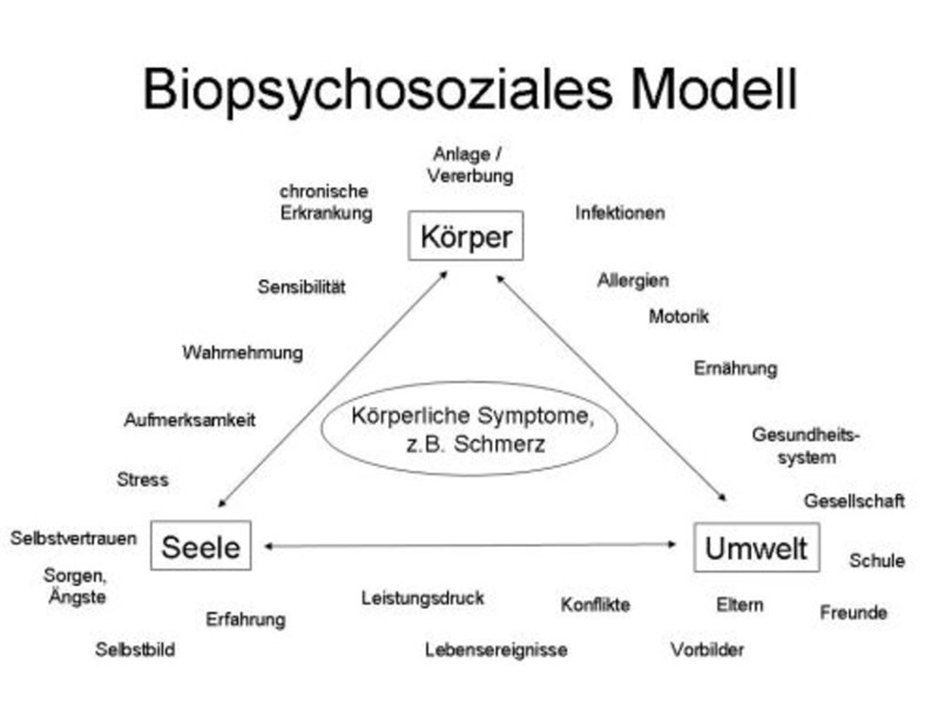 Biopsychosoziales Modell
Anlage /
Vererbung
chronische
Erkrankung
Infektionen
Körper
Sensibilität
Allergien
Motorik
Wahrnehmung
Ernährung
Körperliche Symptome,
z.B. Schmerz
Aufmerksamkeit
Gesundheits-
system
Stress
Gesellschaft
Selbstvertrauen
Seele
Umwelt
Schule
Sorgen,
Ängste
Leistungsdruck
Konflikte
Eltern
Freunde
Erfahrung
Selbstbild
Lebensereignisse
Vorbilder